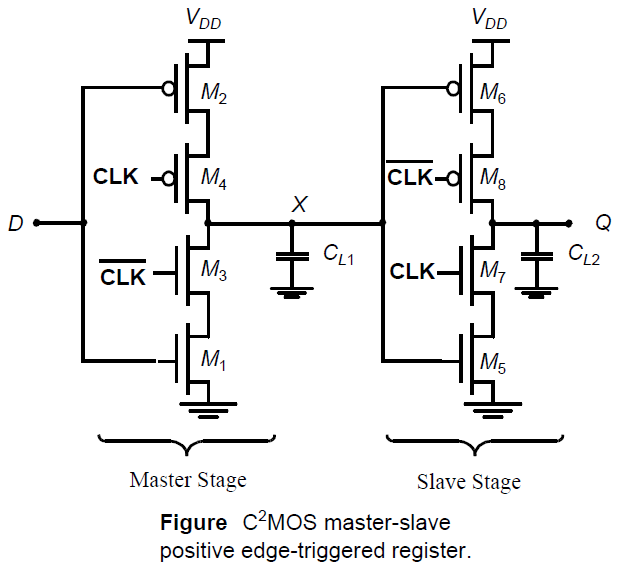 V_DD V_DD
M_2 M_6
CLK M_4 C̅L̅K̅ M_8
D X Q
C̅L̅K̅ M_3 C_L1 CLK M_7 C_L2
M_1 M_5
Master Stage Slave Stage
Figure C²MOS master-slave
positive edge-triggered register.